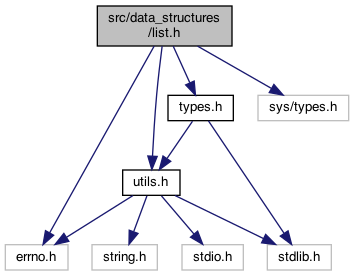 src/data_structures
/list.h
types.h
sys/types.h
utils.h
errno.h
string.h
stdio.h
stdlib.h